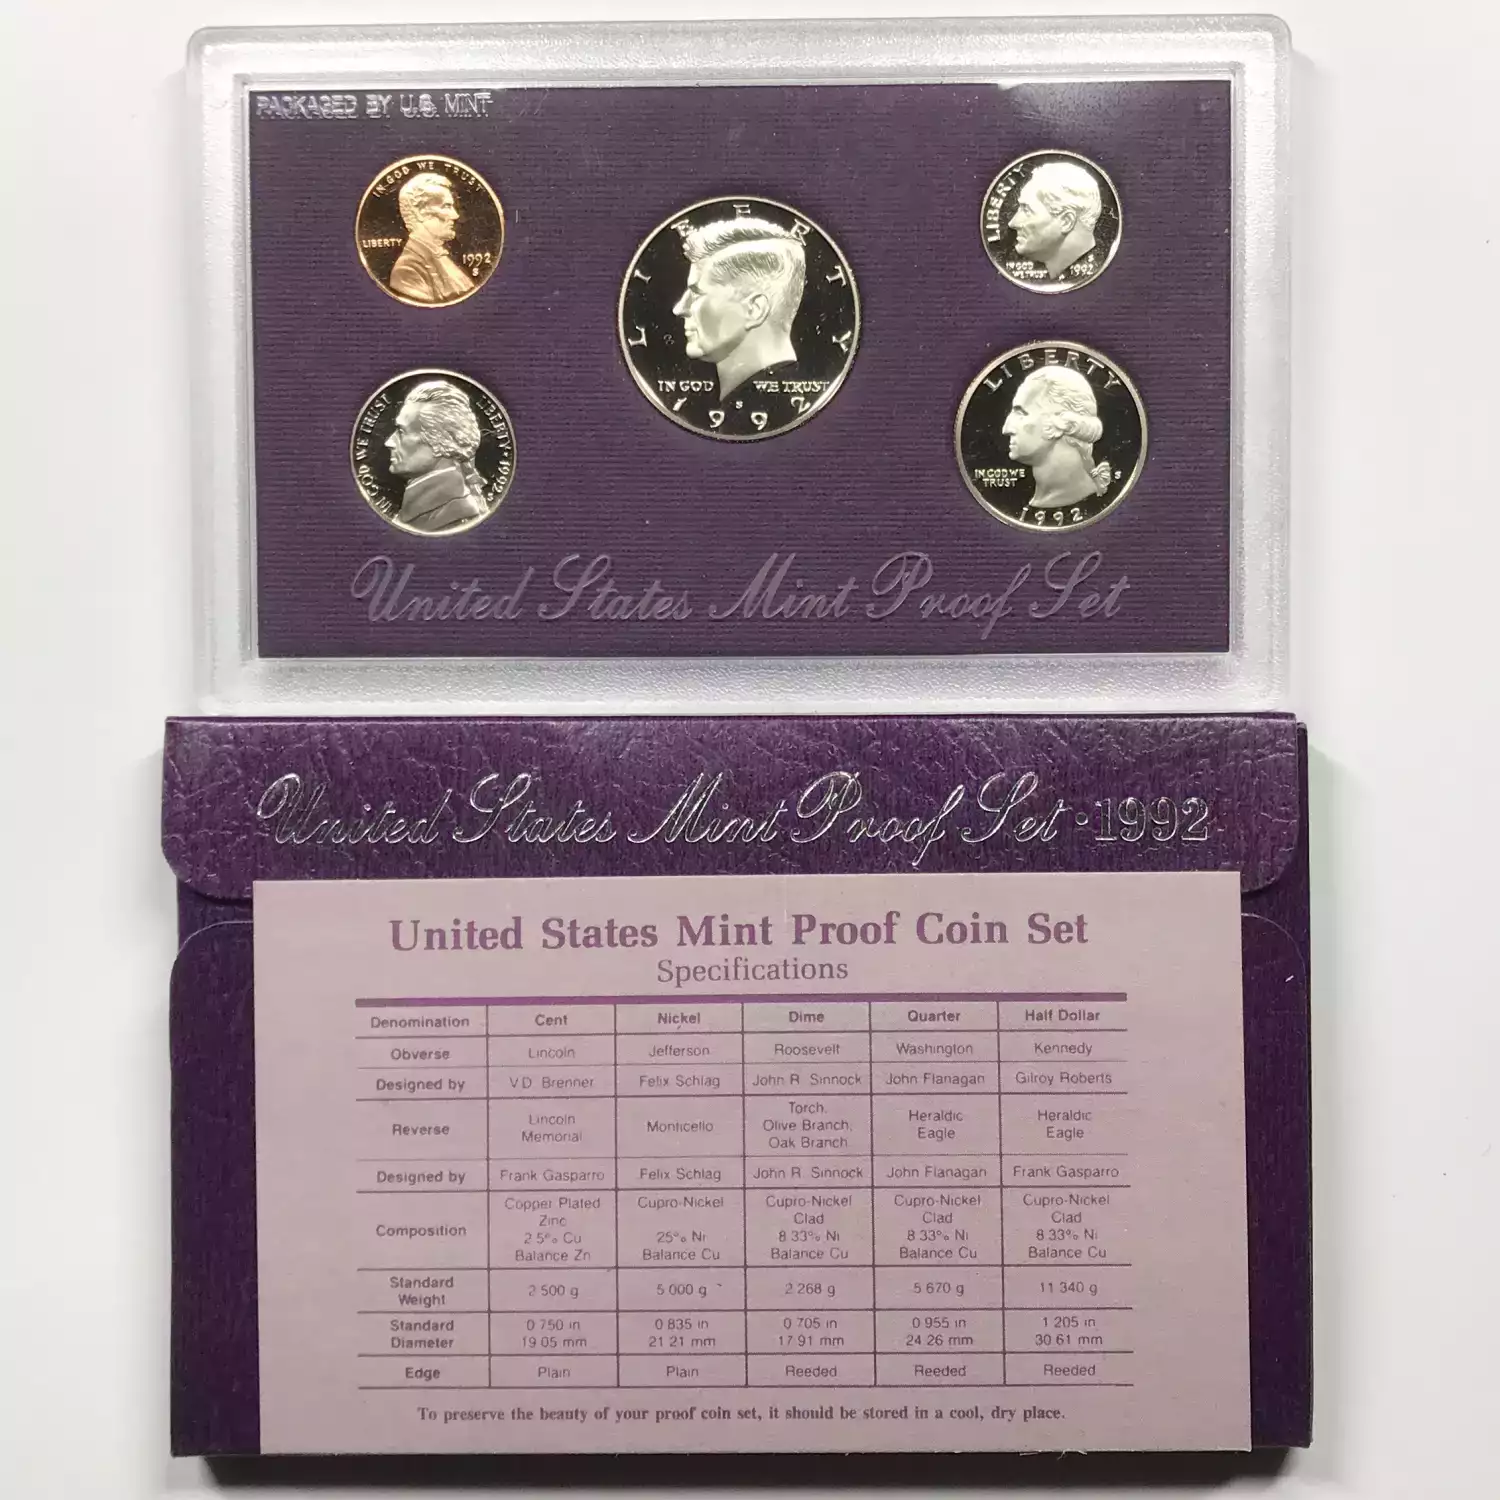 PACKAGED BY U.S. MINT
IN GOD WE TRUST
LIBERTY
1992
S
LIBERTY
IN GOD WE TRUST
S
1992
LIBERTY
IN GOD
WE TRUST
S
1992
IN GOD WE TRUST
LIBERTY · 1992
S
LIBERTY
IN GOD WE
TRUST
S
1992
United States Mint Proof Set
United States Mint Proof Set · 1992
United States Mint Proof Coin Set
Specifications
Denomination Cent Nickel Dime Quarter Half Dollar
Obverse Lincoln Jefferson Roosevelt Washington Kennedy
Designed by V.D. Brenner Felix Schlag John R. Sinnock John Flanagan Gilroy Roberts
Reverse Lincoln Memorial Monticello Torch, Olive Branch, Oak Branch Heraldic Eagle Heraldic Eagle
Designed by Frank Gasparro Felix Schlag John R. Sinnock John Flanagan Frank Gasparro
Composition Copper Plated Zinc 2.5% Cu Balance Zn Cupro-Nickel 25% Ni Balance Cu Cupro-Nickel Clad 8.33% Ni Balance Cu Cupro-Nickel Clad 8.33% Ni Balance Cu Cupro-Nickel Clad 8.33% Ni Balance Cu
Standard Weight 2.500 g 5.000 g 2.268 g 5.670 g 11.340 g
Standard Diameter 0.750 in 19.05 mm 0.835 in 21.21 mm 0.705 in 17.91 mm 0.955 in 24.26 mm 1.205 in 30.61 mm
Edge Plain Plain Reeded Reeded Reeded
To preserve the beauty of your proof coin set, it should be stored in a cool, dry place.